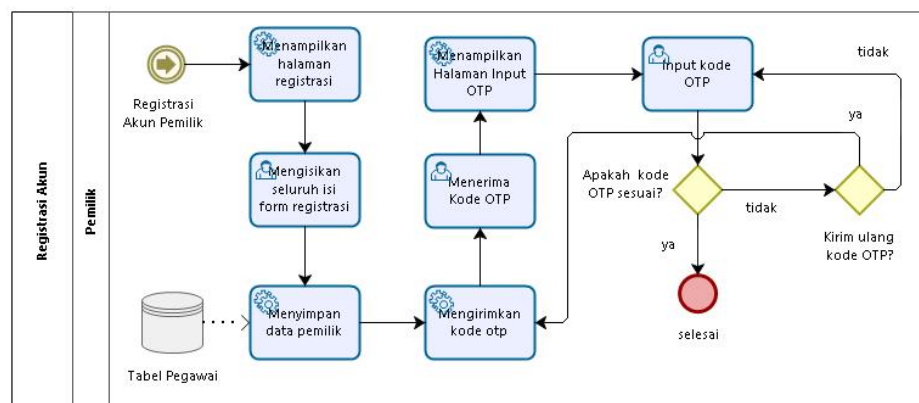 Registrasi Akun
Pemilik
Registrasi
Akun Pemilik
Menampilkan
halaman
registrasi
Mengisikan
seluruh isi
form registrasi
Menyimpan
data pemilik
Tabel Pegawai
Mengirimkan
kode otp
Menerima
Kode OTP
Menampilkan
Halaman Input
OTP
Input kode
OTP
Apakah kode
OTP sesuai?
tidak
ya
selesai
Kirim ulang
kode OTP?
ya
tidak